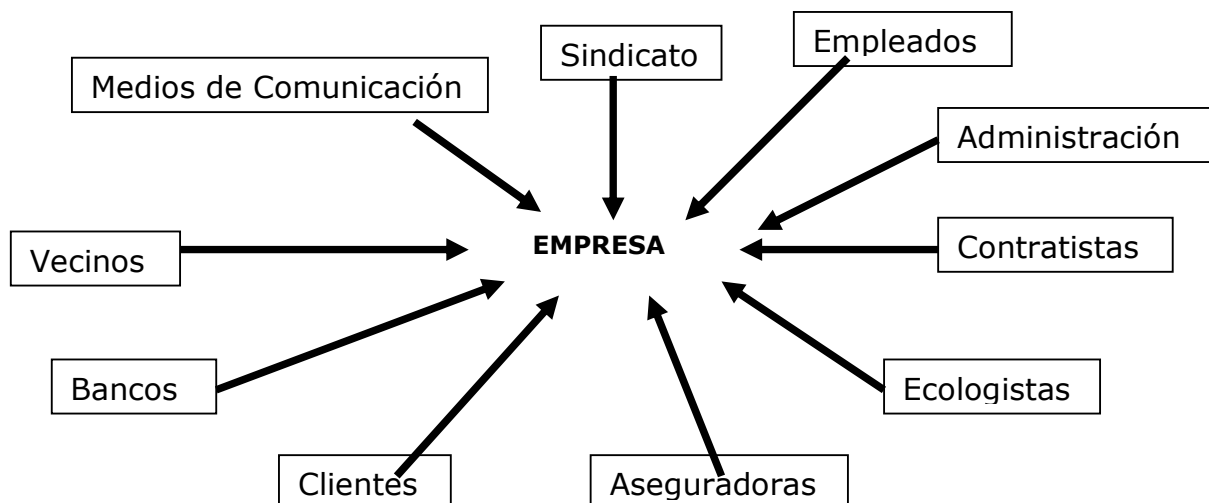 Sindicato
Empleados
Medios de Comunicación
Administración
EMPRESA
Contratistas
Vecinos
Bancos
Ecologistas
Clientes
Aseguradoras